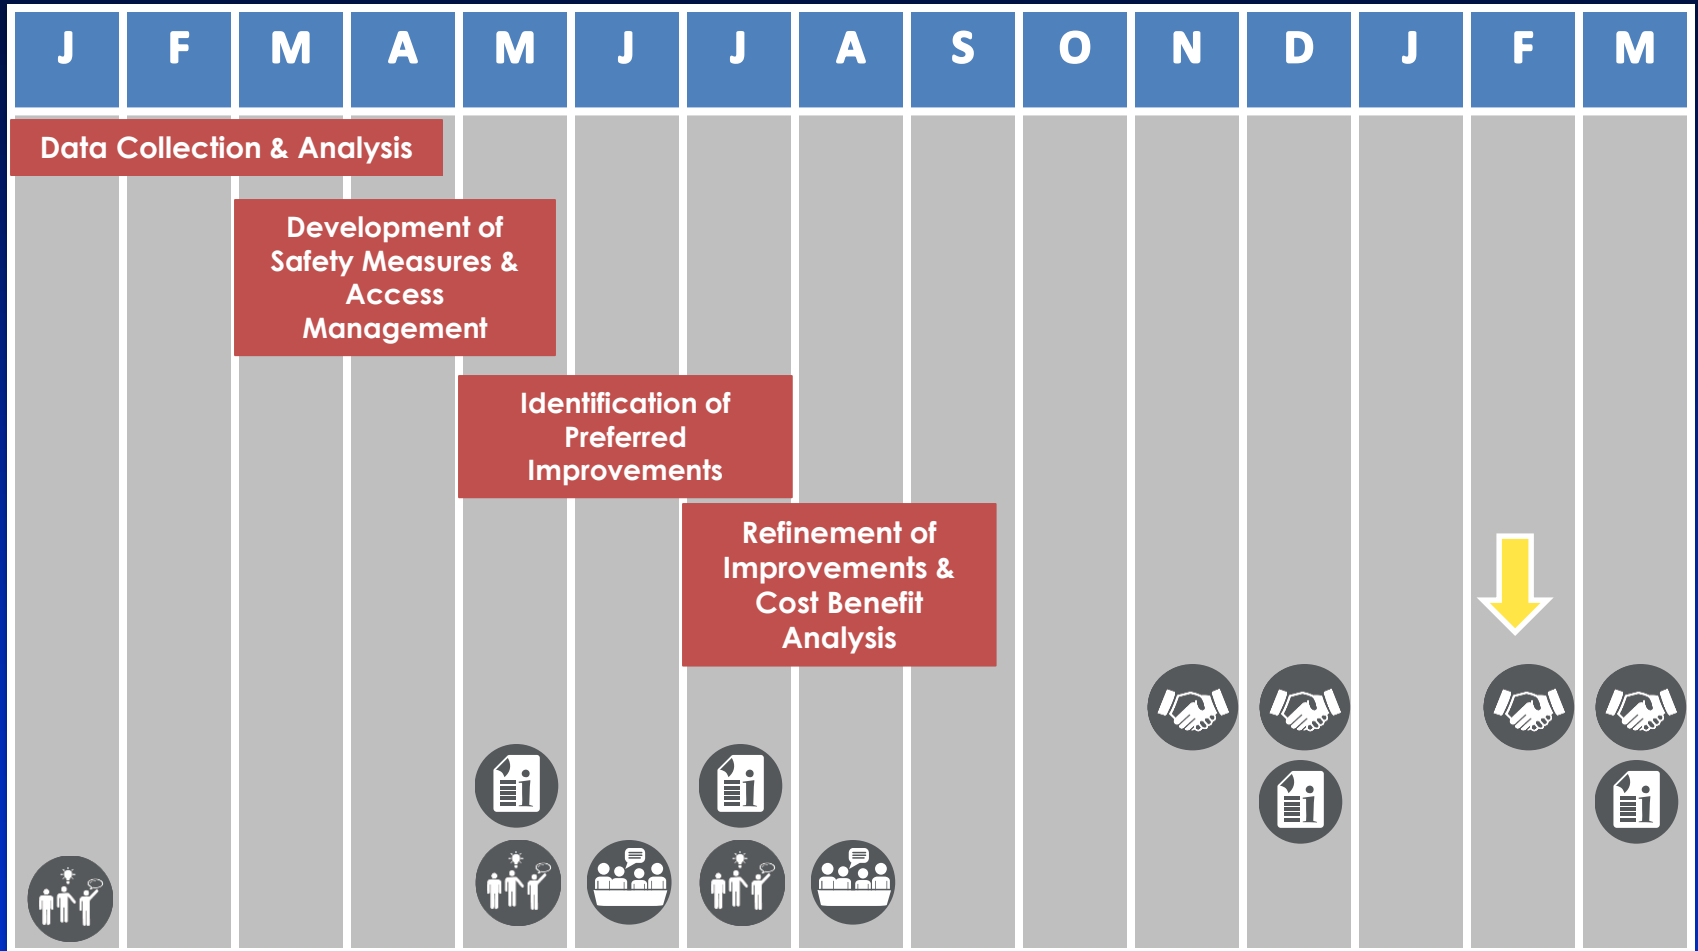 J F M A M J J A S O N D J F M
Data Collection & Analysis
Development of
Safety Measures &
Access
Management
Identification of
Preferred
Improvements
Refinement of
Improvements &
Cost Benefit
Analysis